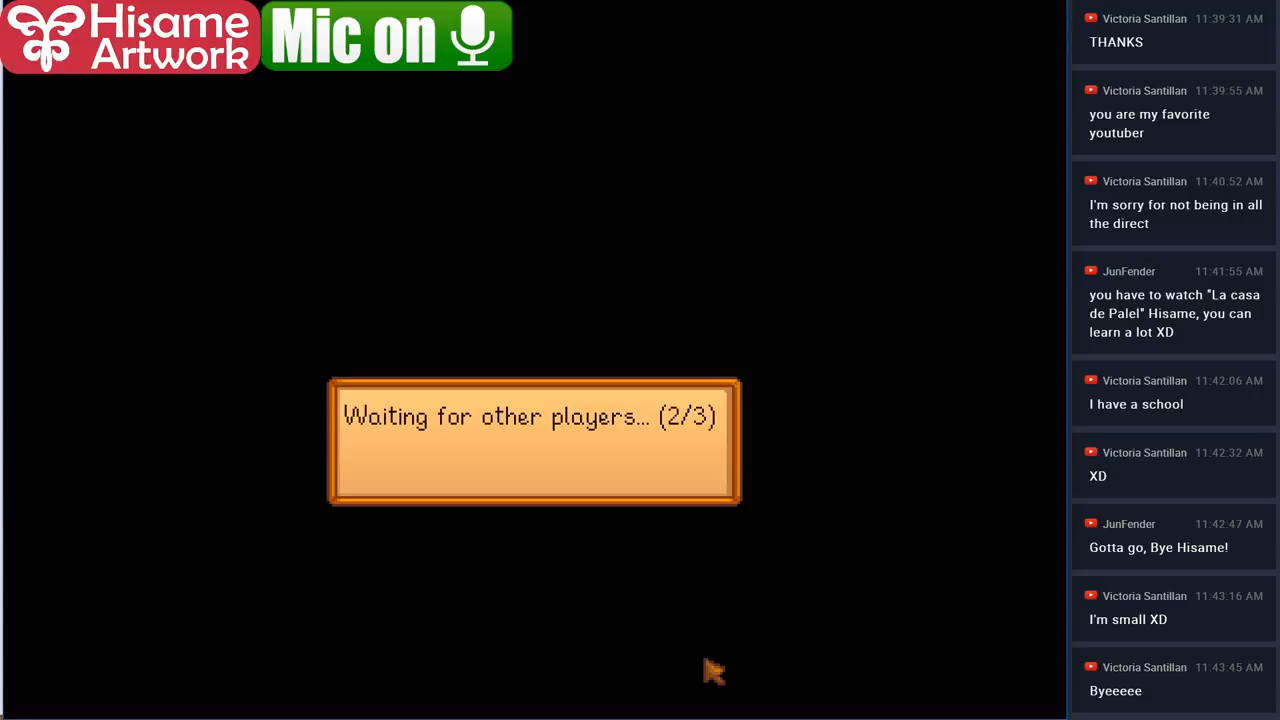 Hisame
Artwork
Mic on
Waiting for other players... (2/3)
Victoria Santillan 11:39:31 AM
THANKS
Victoria Santillan 11:39:55 AM
you are my favorite
youtuber
Victoria Santillan 11:40:52 AM
I'm sorry for not being in all
the direct
JunFender 11:41:55 AM
you have to watch "La casa
de Palel" Hisame, you can
learn a lot XD
Victoria Santillan 11:42:06 AM
I have a school
Victoria Santillan 11:42:32 AM
XD
JunFender 11:42:47 AM
Gotta go, Bye Hisame!
Victoria Santillan 11:43:16 AM
I'm small XD
Victoria Santillan 11:43:45 AM
Byeeeee